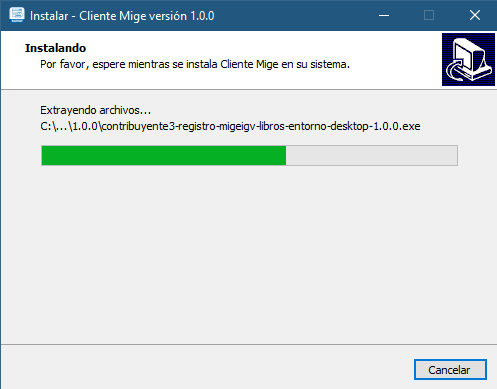 Instalar - Cliente Mige versión 1.0.0
Instalando
Por favor, espere mientras se instala Cliente Mige en su sistema.
Extrayendo archivos...
C:\...\1.0.0\contribuyente3-registro-migeigv-libros-entorno-desktop-1.0.0.exe
Cancelar